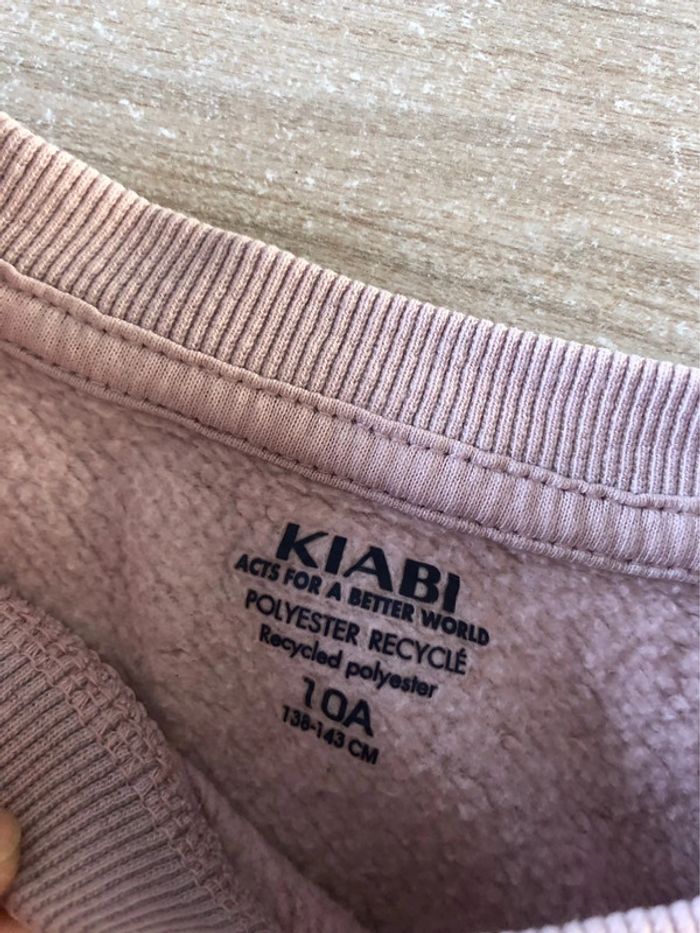 KIABI
ACTS FOR A BETTER WORLD
POLYESTER RECYCLÉ
Recycled polyester
10A
138-143 CM